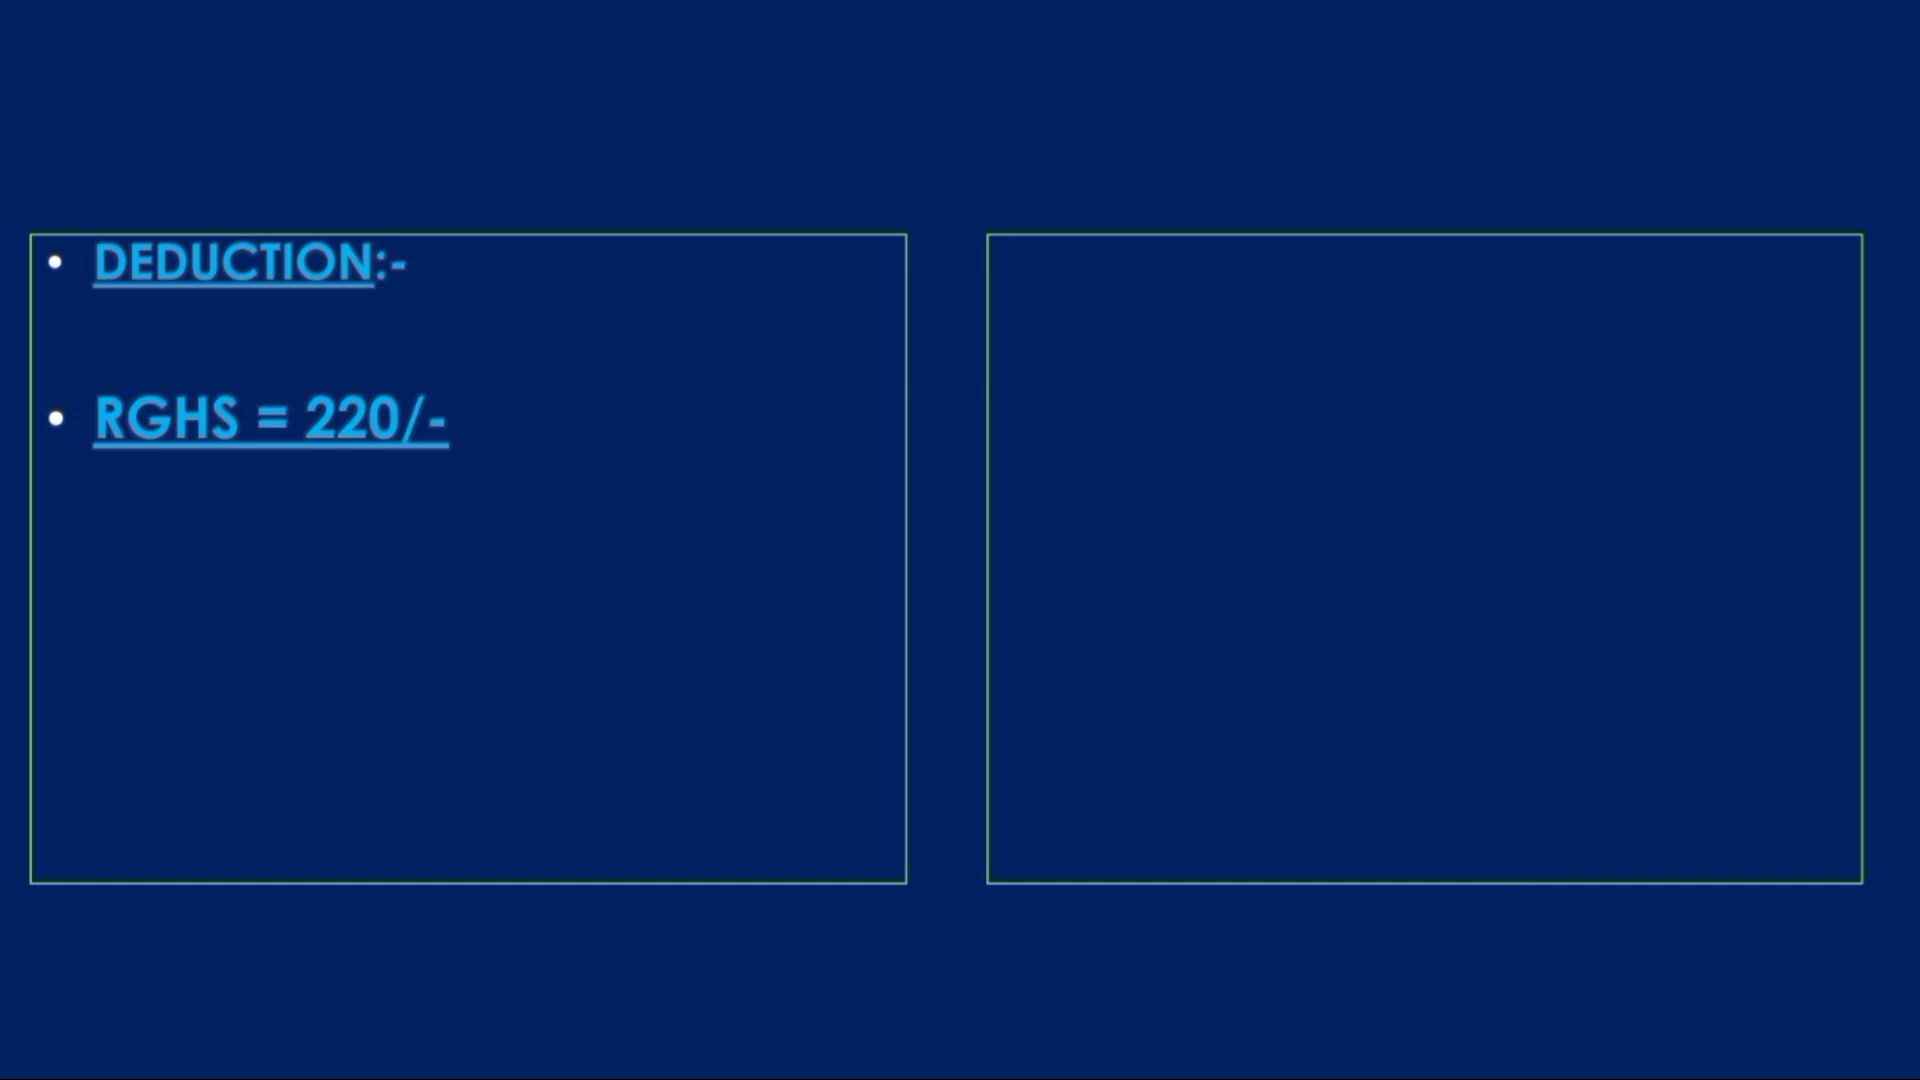 • DEDUCTION:-
• RGHS = 220/-